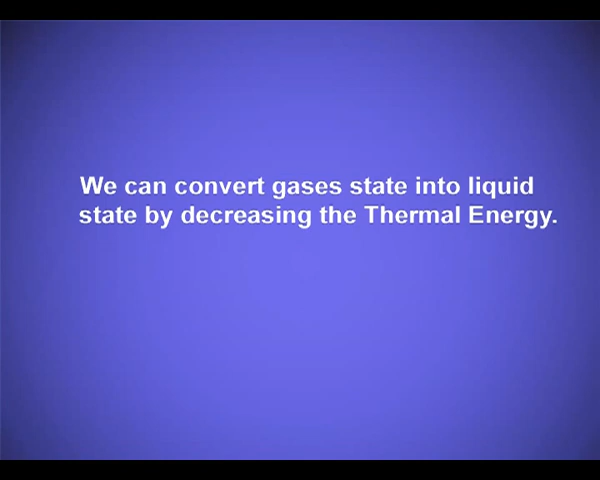 We can convert gases state into liquid
state by decreasing the Thermal Energy.